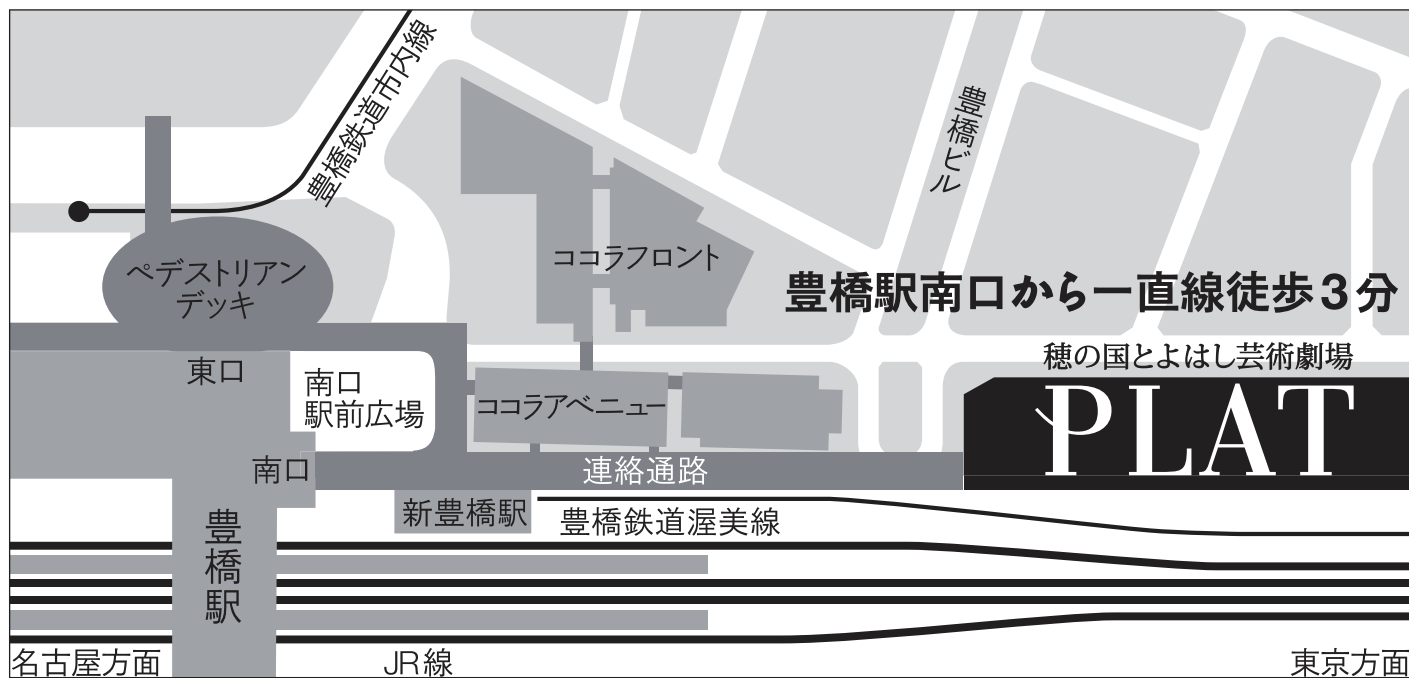 豊橋鉄道市内線
豊橋ビル
ペデストリアン
デッキ
ココラフロント
豊橋駅南口から一直線徒歩3分
穂の国とよはし芸術劇場
PLAT
東口
南口
駅前広場
ココラアベニュー
南口
連絡通路
新豊橋駅
豊橋鉄道渥美線
豊橋駅
名古屋方面
JR線
東京方面